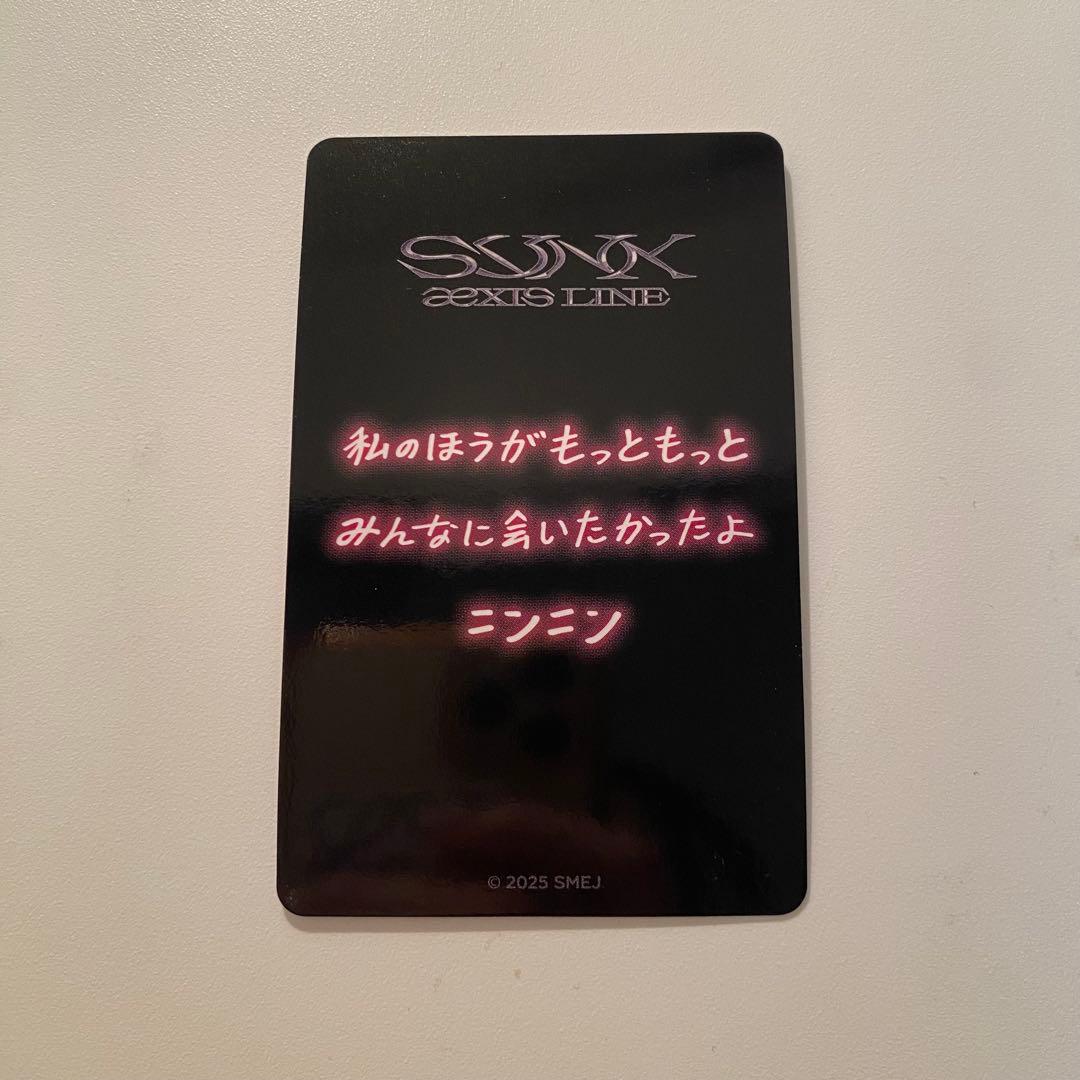 SYNK
æXIS LINE
私のほうがもっともっと
みんなに会いたかったよ
ニンニン
© 2025 SMEJ